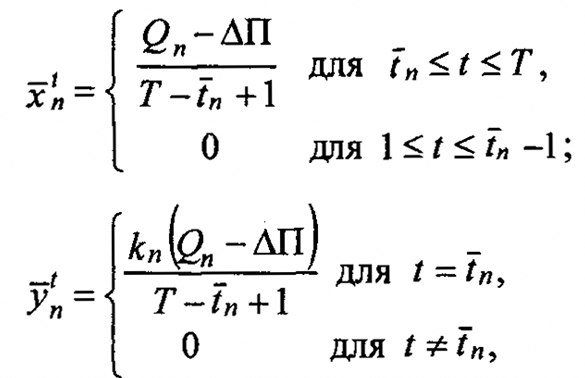 x̄ₙᵗ = { (Qₙ − ΔΠ) / (T − t̄ₙ + 1) для t̄ₙ ≤ t ≤ T,
0 для 1 ≤ t ≤ t̄ₙ − 1;
ȳₙᵗ = { kₙ(Qₙ − ΔΠ) / (T − t̄ₙ + 1) для t = t̄ₙ,
0 для t ≠ t̄ₙ,